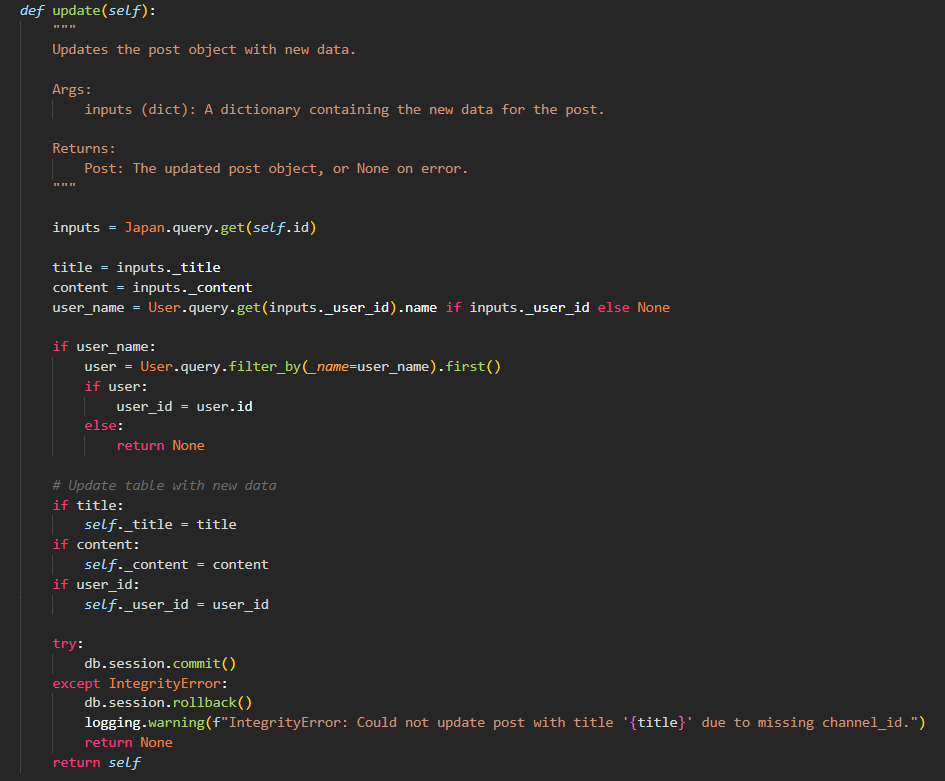 def update(self):
    """
    Updates the post object with new data.

    Args:
        inputs (dict): A dictionary containing the new data for the post.

    Returns:
        Post: The updated post object, or None on error.
    """

    inputs = Japan.query.get(self.id)

    title = inputs._title
    content = inputs._content
    user_name = User.query.get(inputs._user_id).name if inputs._user_id else None

    if user_name:
        user = User.query.filter_by(_name=user_name).first()
        if user:
            user_id = user.id
        else:
            return None

    # Update table with new data
    if title:
        self._title = title
    if content:
        self._content = content
    if user_id:
        self._user_id = user_id

    try:
        db.session.commit()
    except IntegrityError:
        db.session.rollback()
        logging.warning(f"IntegrityError: Could not update post with title '{title}' due to missing channel_id.")
        return None
    return self